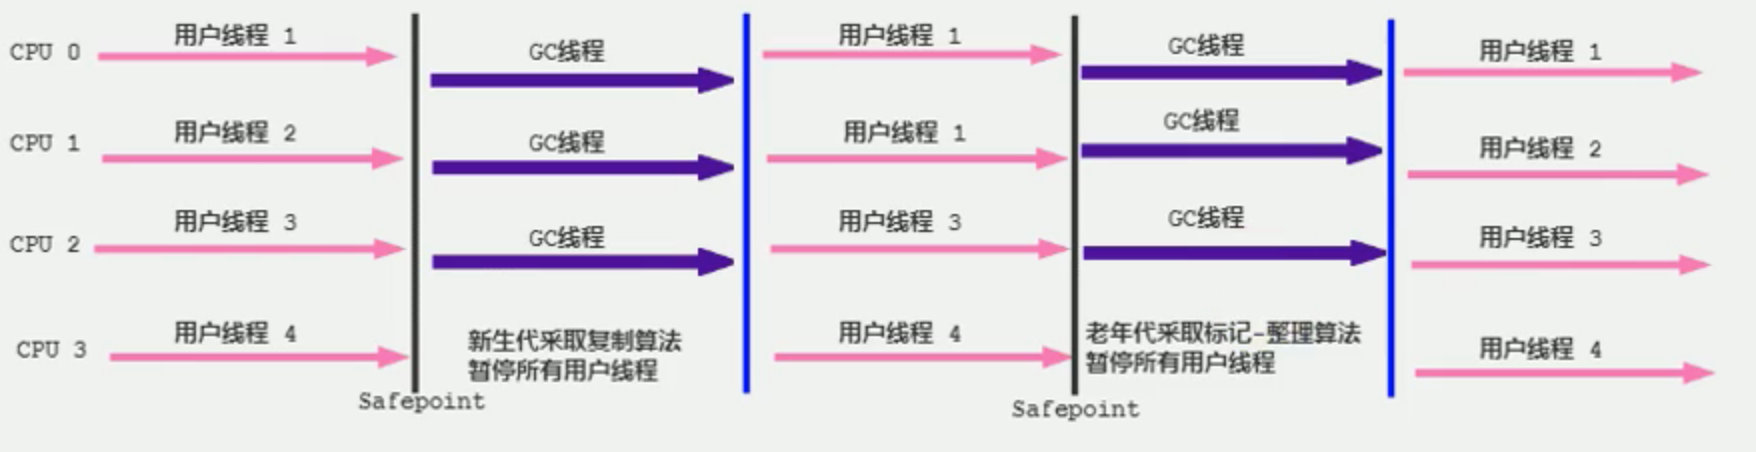 CPU 0
用户线程 1
GC线程
用户线程 1
GC线程
用户线程 1
CPU 1
用户线程 2
GC线程
用户线程 1
GC线程
用户线程 2
CPU 2
用户线程 3
GC线程
用户线程 3
GC线程
用户线程 3
CPU 3
用户线程 4
新生代采取复制算法
暂停所有用户线程
用户线程 4
老年代采取标记-整理算法
暂停所有用户线程
用户线程 4
Safepoint
Safepoint